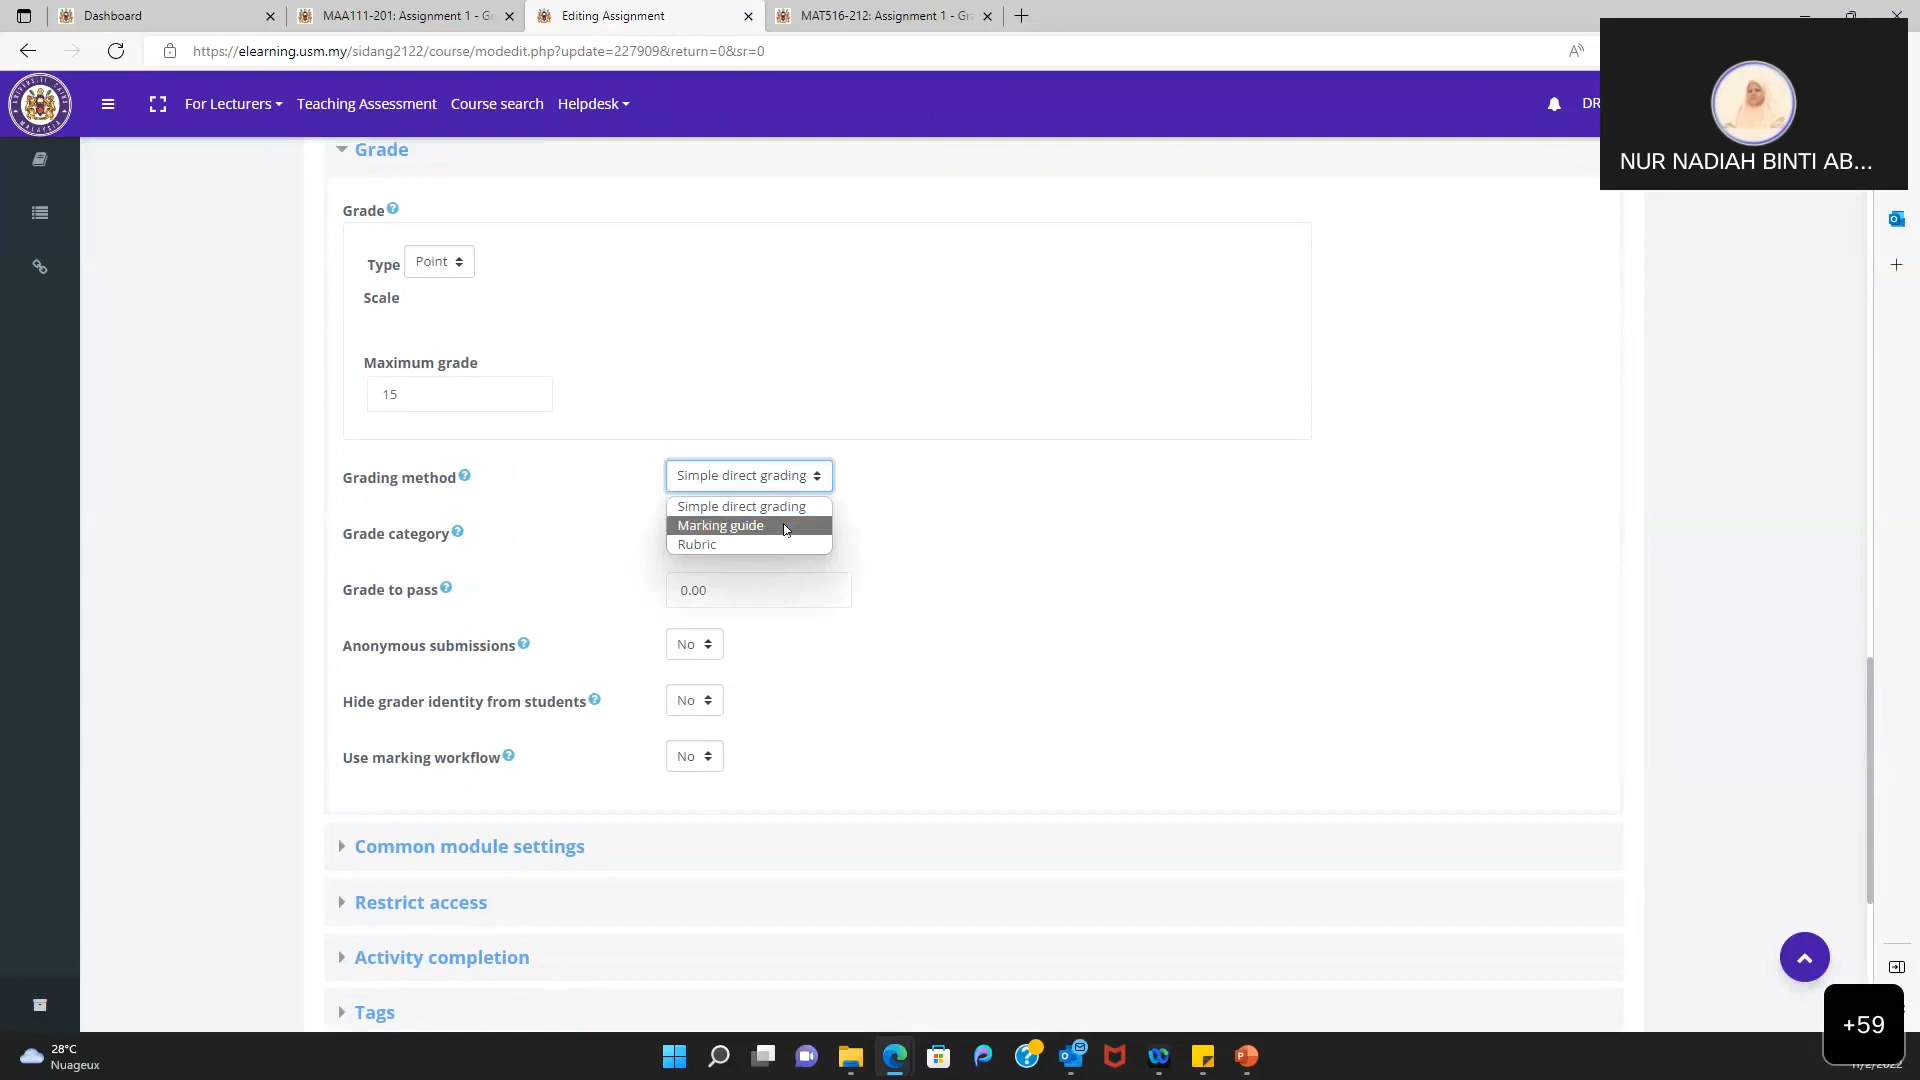 Dashboard
MAA111-201: Assignment 1 - Gr
Editing Assignment
MAT516-212: Assignment 1 - Gr
https://elearning.usm.my/sidang2122/course/modedit.php?update=227909&return=0&sr=0
For Lecturers
Teaching Assessment
Course search
Helpdesk
DR
NUR NADIAH BINTI AB...
Grade
Grade
Type Point
Scale
Maximum grade
15
Grading method
Simple direct grading
Simple direct grading
Marking guide
Rubric
Grade category
Grade to pass
0.00
Anonymous submissions
No
Hide grader identity from students
No
Use marking workflow
No
Common module settings
Restrict access
Activity completion
Tags
+59
28°C
Nuageux
11/2/2022